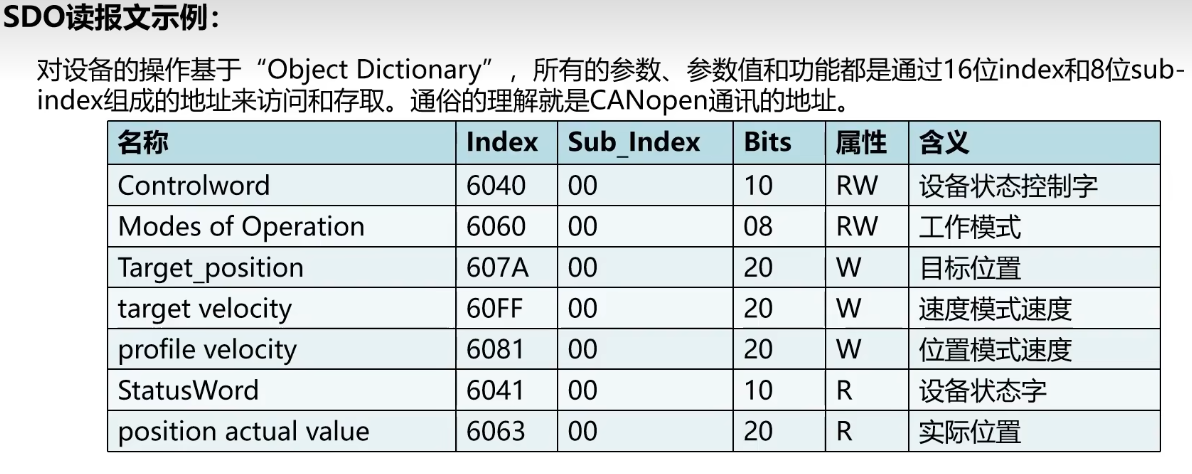 SDO读报文示例：
对设备的操作基于“Object Dictionary”，所有的参数、参数值和功能都是通过16位index和8位sub-
index组成的地址来访问和存取。通俗的理解就是CANopen通讯的地址。
名称 Index Sub_Index Bits 属性 含义
Controlword 6040 00 10 RW 设备状态控制字
Modes of Operation 6060 00 08 RW 工作模式
Target_position 607A 00 20 W 目标位置
target velocity 60FF 00 20 W 速度模式速度
profile velocity 6081 00 20 W 位置模式速度
StatusWord 6041 00 10 R 设备状态字
position actual value 6063 00 20 R 实际位置